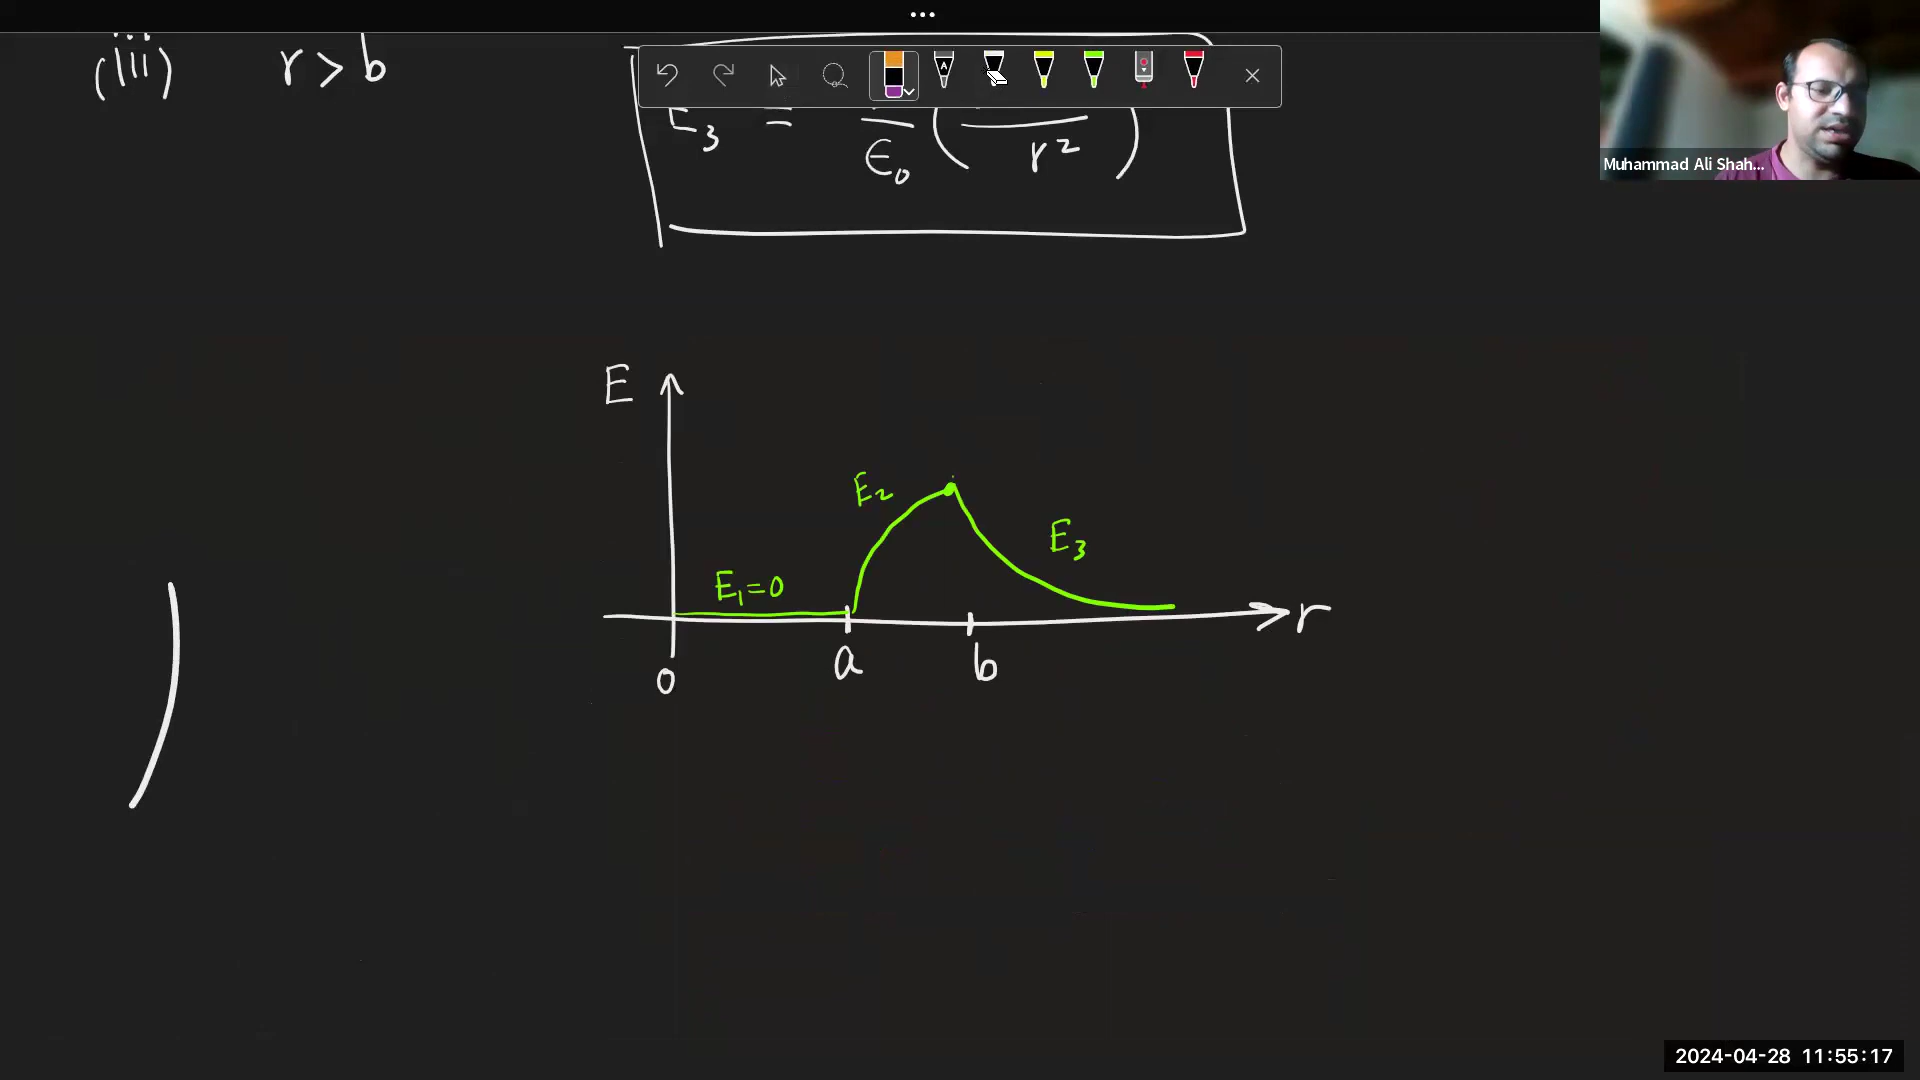 ...
(iii) r > b
E₃ = ϵ₀ ( r² )
Muhammad Ali Shah...
E
E₂
E₃
E₁=0
r
a b
0
2024-04-28 11:55:17